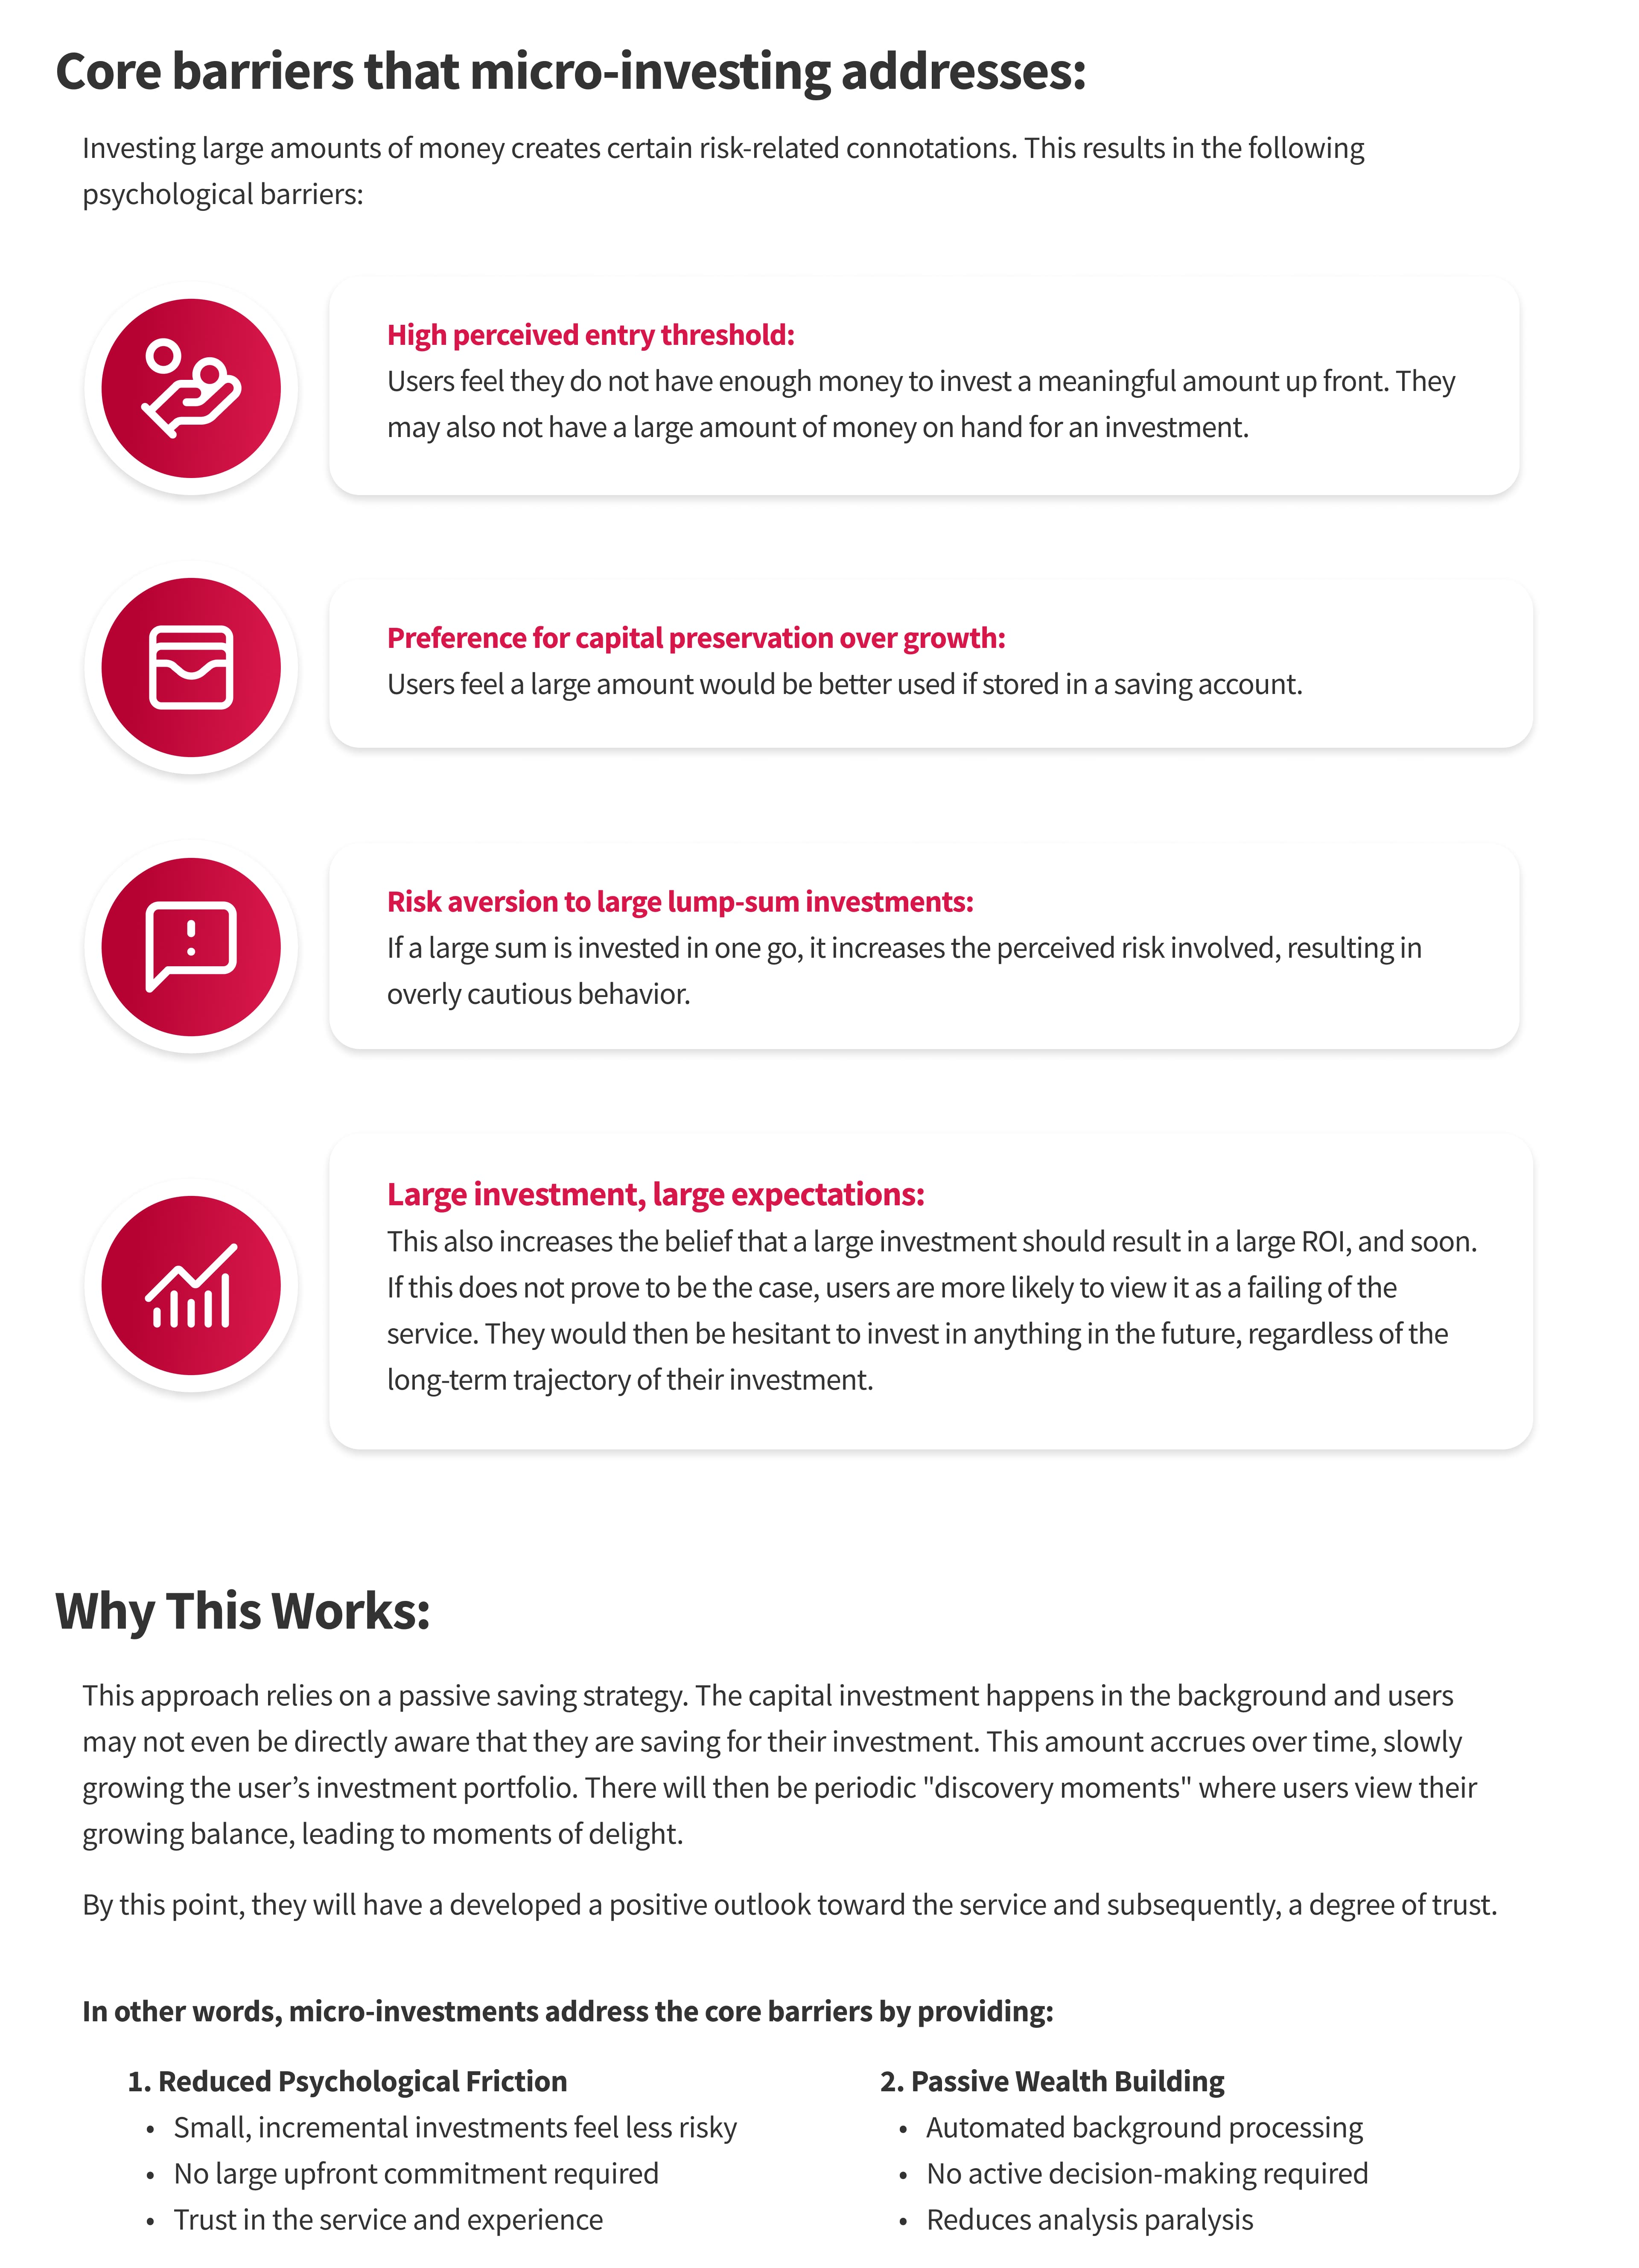 Core barriers that micro-investing addresses:
Investing large amounts of money creates certain risk-related connotations. This results in the following
psychological barriers:
High perceived entry threshold:
Users feel they do not have enough money to invest a meaningful amount up front. They
may also not have a large amount of money on hand for an investment.
Preference for capital preservation over growth:
Users feel a large amount would be better used if stored in a saving account.
Risk aversion to large lump-sum investments:
If a large sum is invested in one go, it increases the perceived risk involved, resulting in
overly cautious behavior.
Large investment, large expectations:
This also increases the belief that a large investment should result in a large ROI, and soon.
If this does not prove to be the case, users are more likely to view it as a failing of the
service. They would then be hesitant to invest in anything in the future, regardless of the
long-term trajectory of their investment.
Why This Works:
This approach relies on a passive saving strategy. The capital investment happens in the background and users
may not even be directly aware that they are saving for their investment. This amount accrues over time, slowly
growing the user’s investment portfolio. There will then be periodic "discovery moments" where users view their
growing balance, leading to moments of delight.
By this point, they will have a developed a positive outlook toward the service and subsequently, a degree of trust.
In other words, micro-investments address the core barriers by providing:
1. Reduced Psychological Friction
• Small, incremental investments feel less risky
• No large upfront commitment required
• Trust in the service and experience
2. Passive Wealth Building
• Automated background processing
• No active decision-making required
• Reduces analysis paralysis